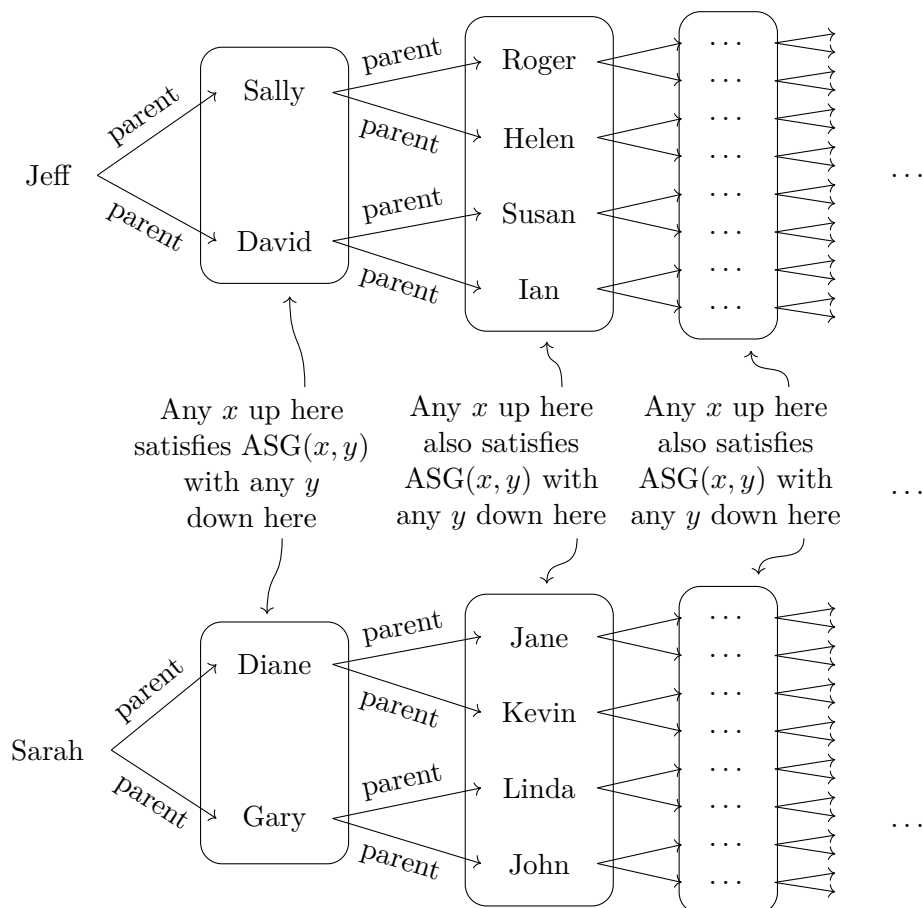 parent
Roger
. . .
Sally
parent
parent
Helen
. . .
Jeff
. . .
parent
parent
Susan
. . .
David
parent
Ian
. . .
. . .
. . .
. . .
. . .
. . .
Any x up here
satisfies ASG(x, y)
with any y
down here
Any x up here
also satisfies
ASG(x, y) with
any y down here
Any x up here
also satisfies
ASG(x, y) with
any y down here
. . .
parent
Jane
. . .
Diane
parent
parent
Kevin
. . .
Sarah
. . .
parent
parent
Linda
. . .
Gary
parent
John
. . .
. . .
. . .
. . .
. . .
. . .